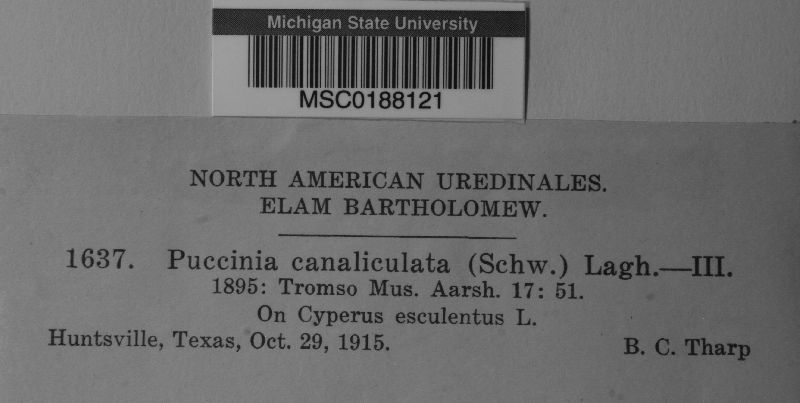 Michigan State University
MSC0188121
NORTH AMERICAN UREDINALES.
ELAM BARTHOLOMEW.
1637. Puccinia canaliculata (Schw.) Lagh.—III.
1895: Tromso Mus. Aarsh. 17: 51.
On Cyperus esculentus L.
Huntsville, Texas, Oct. 29, 1915. B. C. Tharp